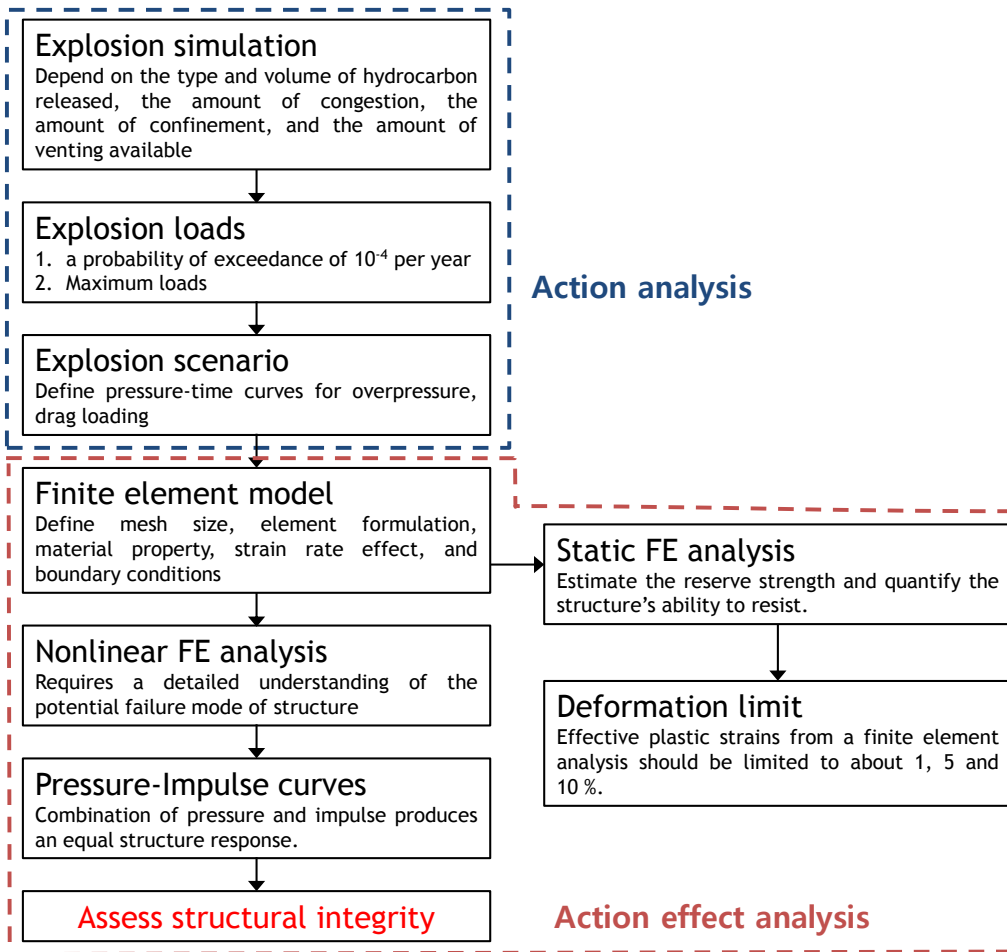 Explosion simulation
Depend on the type and volume of hydrocarbon
released, the amount of congestion, the
amount of confinement, and the amount of
venting available
Explosion loads
1. a probability of exceedance of 10⁻⁴ per year
2. Maximum loads
Action analysis
Explosion scenario
Define pressure-time curves for overpressure,
drag loading
Finite element model
Define mesh size, element formulation,
material property, strain rate effect, and
boundary conditions
Static FE analysis
Estimate the reserve strength and quantify the
structure’s ability to resist.
Nonlinear FE analysis
Requires a detailed understanding of the
potential failure mode of structure
Deformation limit
Effective plastic strains from a finite element
analysis should be limited to about 1, 5 and
10 %.
Pressure-Impulse curves
Combination of pressure and impulse produces
an equal structure response.
Assess structural integrity
Action effect analysis